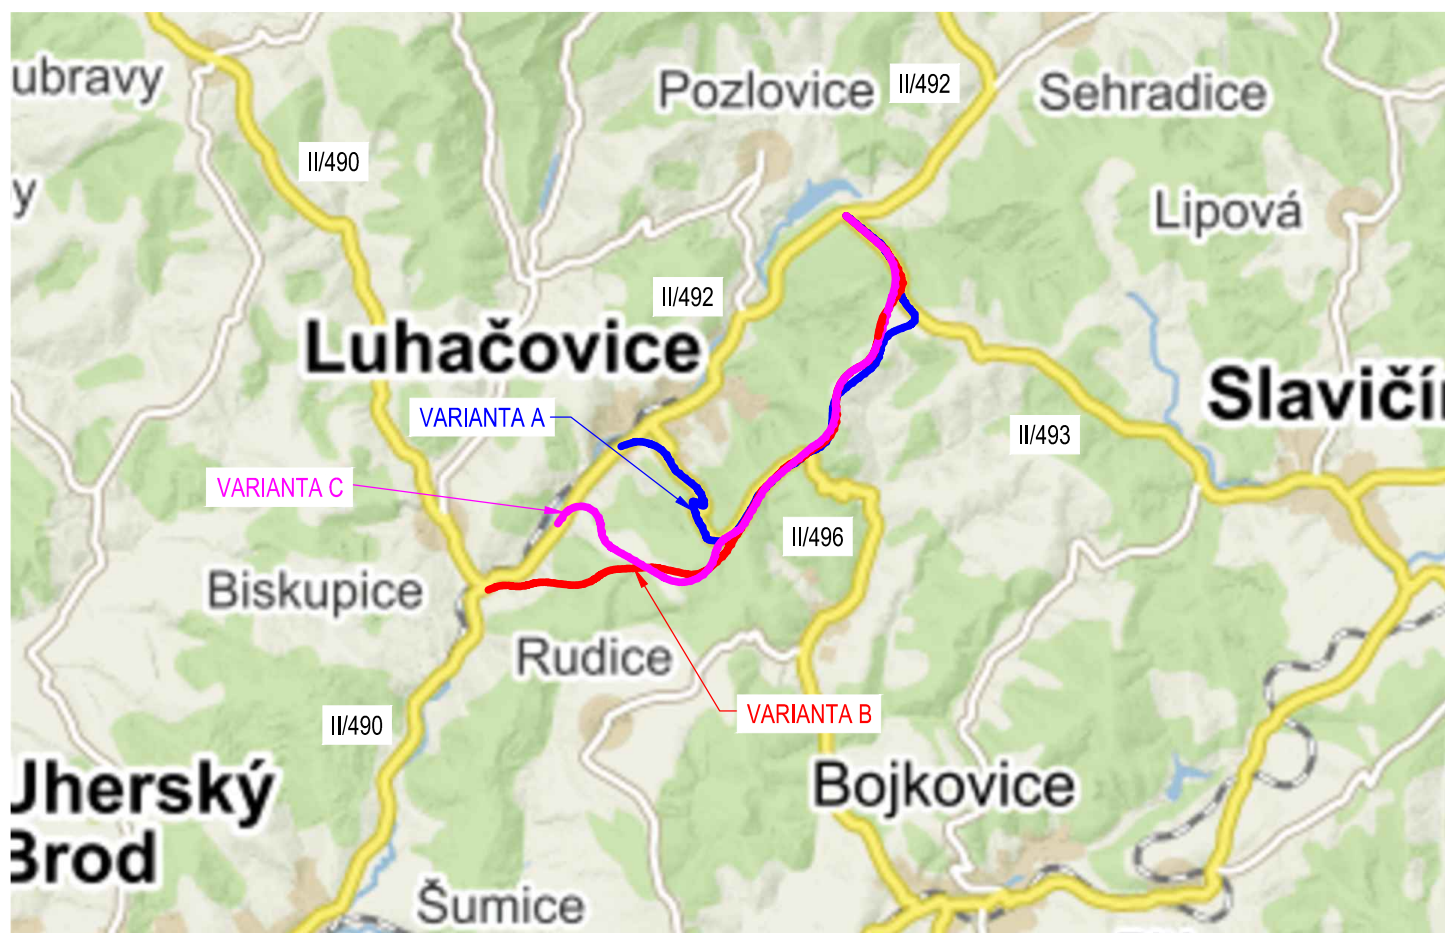 ubravy
Pozlovice
II/492
Sehradice
II/490
y
Lipová
II/492
Luhačovice
Slavičí
VARIANTA A
II/493
VARIANTA C
II/496
Biskupice
Rudice
VARIANTA B
II/490
Uherský
Brod
Bojkovice
Šumice